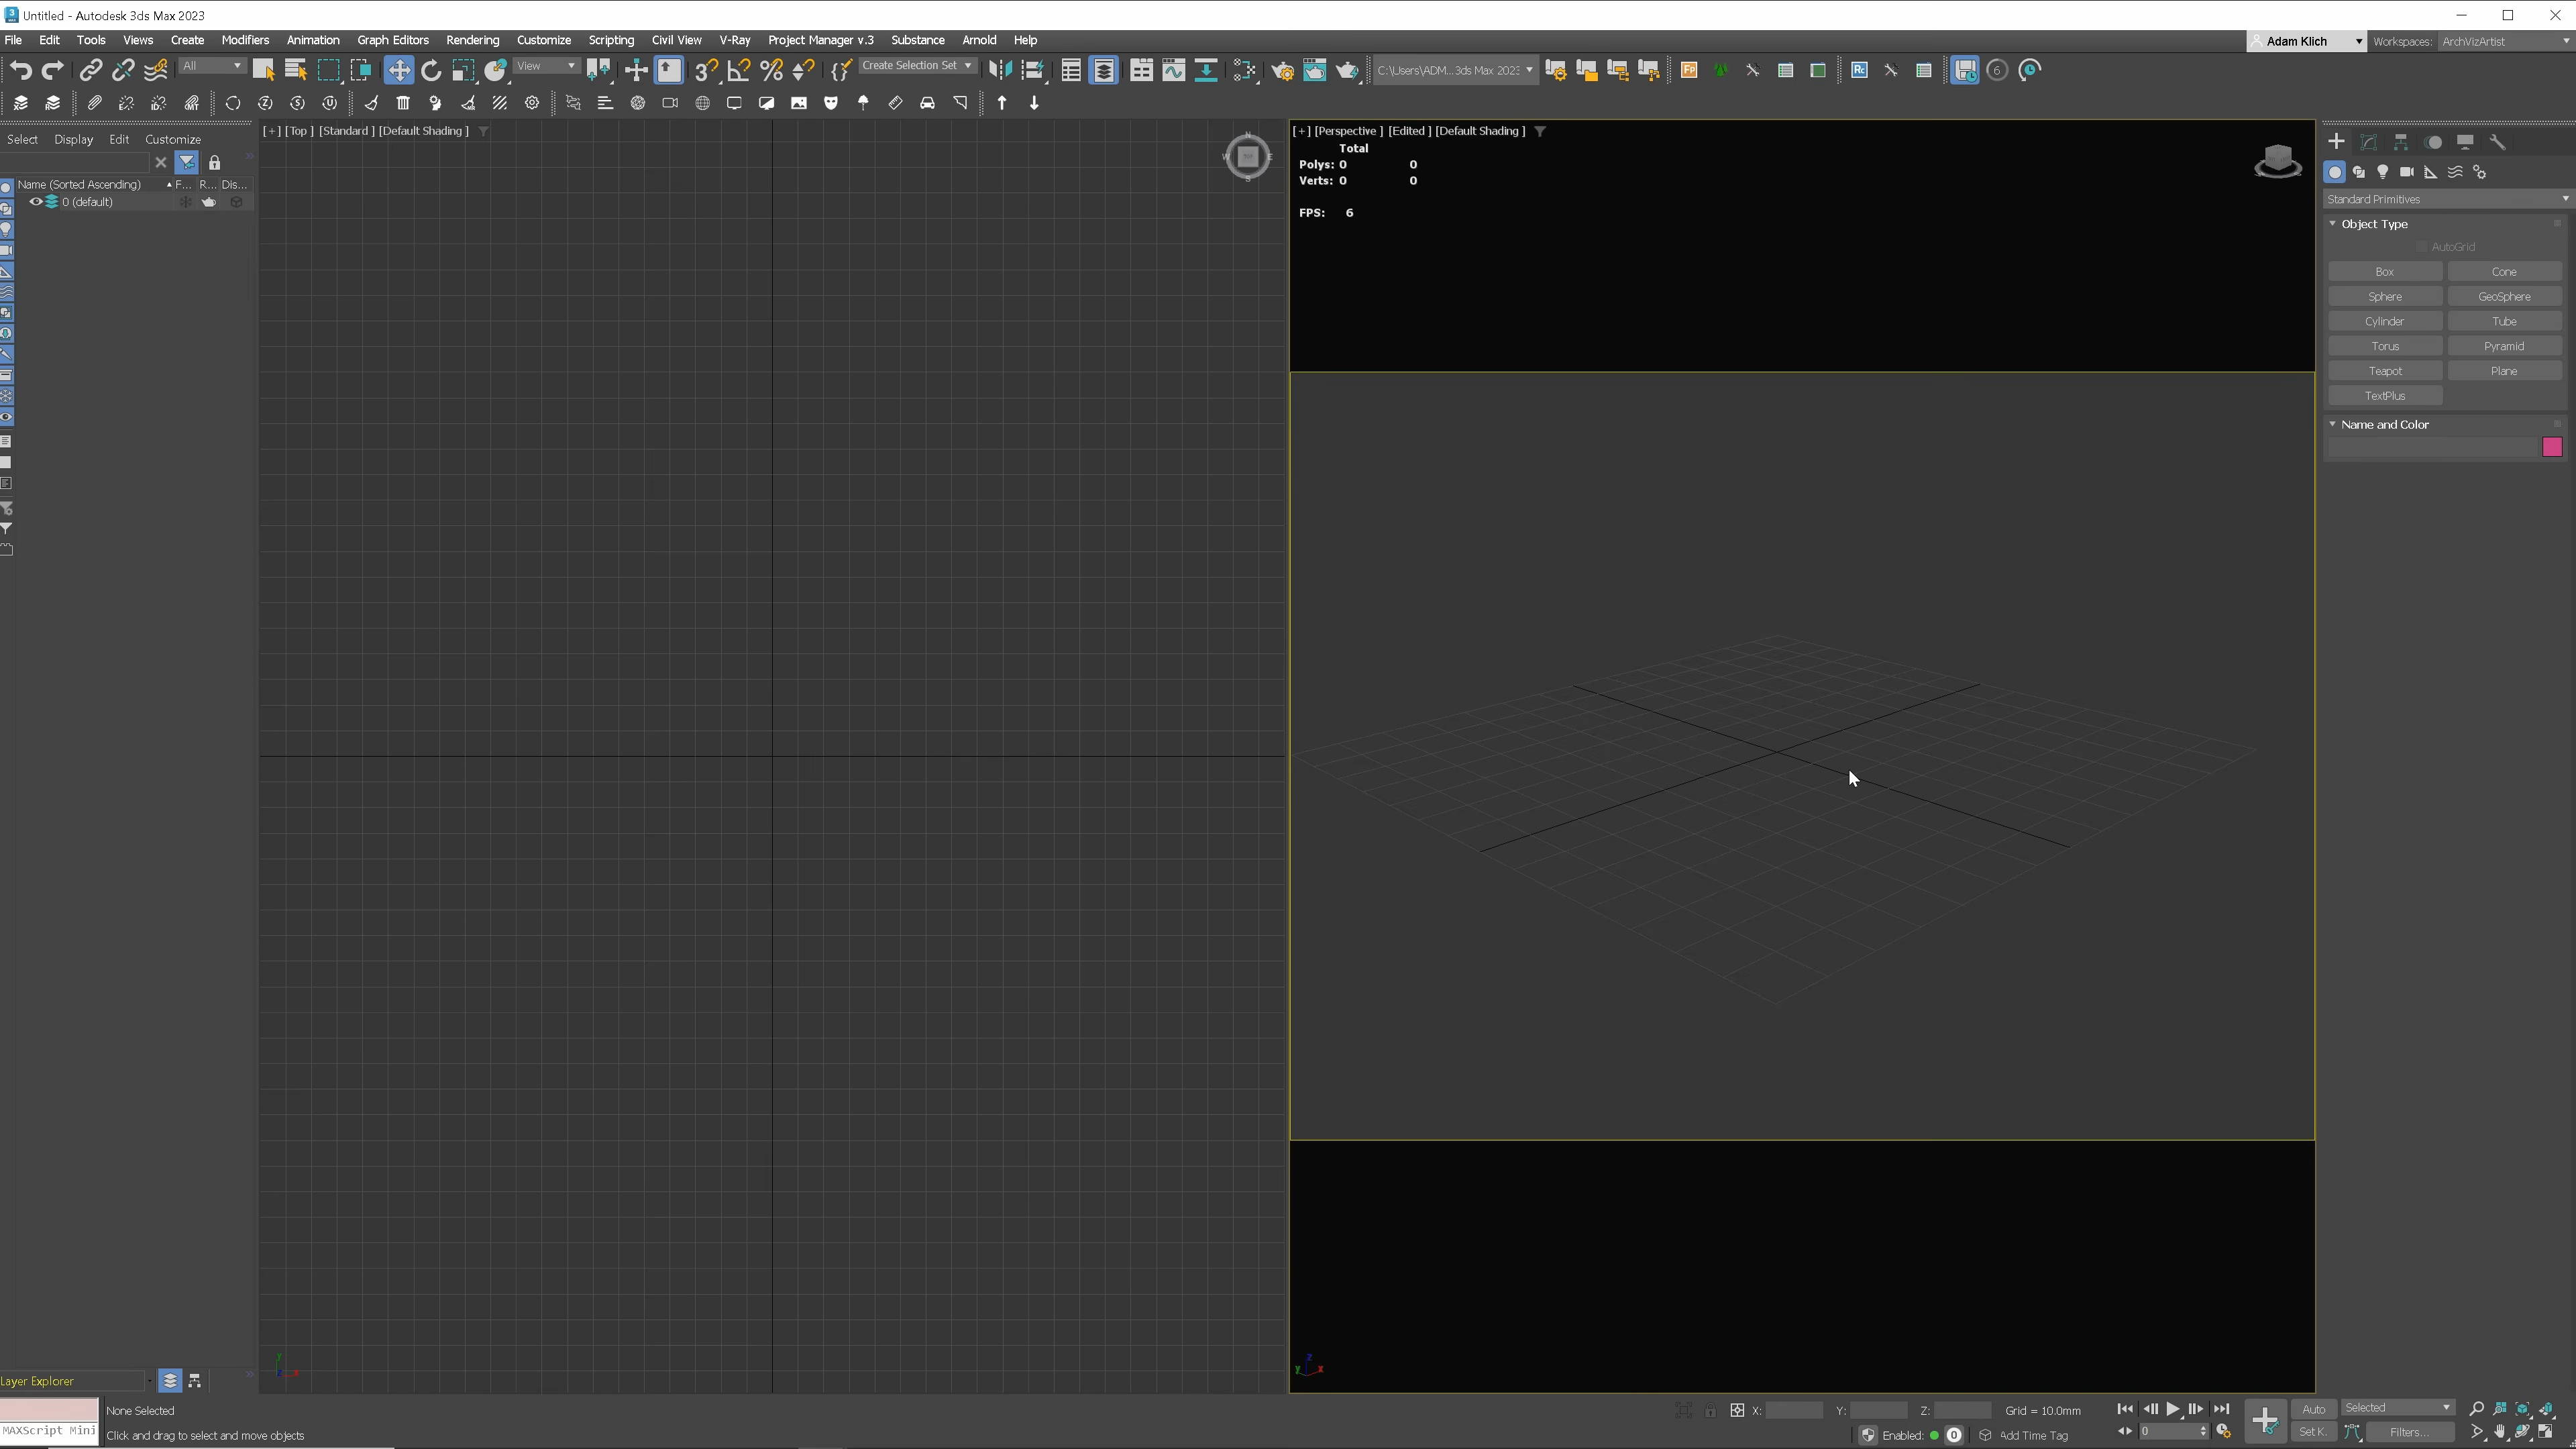 Untitled - Autodesk 3ds Max 2023
File Edit Tools Views Create Modifiers Animation Graph Editors Rendering Customize Scripting Civil View V-Ray Project Manager v.3 Substance Arnold Help
Adam Klich Workspaces: ArchVizArtist
All View Create Selection Set C:\Users\ADM...3ds Max 2023 Fp Rc 6
Select Display Edit Customize
Name (Sorted Ascending) F... R... Dis...
0 (default)
[+] [Top ] [Standard ] [Default Shading ]
N
W E
S
y
x
[+] [Perspective ] [Edited ] [Default Shading ]
Total
Polys: 0 0
Verts: 0 0
FPS: 6
z
y x
Standard Primitives
Object Type
AutoGrid
Box Cone
Sphere GeoSphere
Cylinder Tube
Torus Pyramid
Teapot Plane
TextPlus
Name and Color
Layer Explorer
MAXScript Mini
None Selected
Click and drag to select and move objects
X: Y: Z: Grid = 10.0mm
Enabled: 0 Add Time Tag
0
Auto Selected
Set K. Filters...